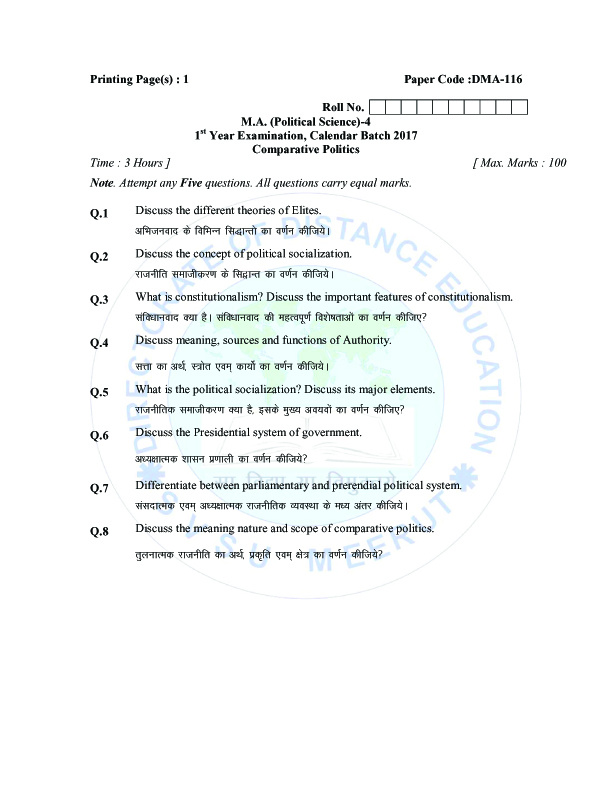 Printing Page(s) : 1 Paper Code :DMA-116
Roll No.
M.A. (Political Science)-4
1st Year Examination, Calendar Batch 2017
Comparative Politics
Time : 3 Hours ] [ Max. Marks : 100
Note. Attempt any Five questions. All questions carry equal marks.
Q.1 Discuss the different theories of Elites.
अभिजनवाद के विभिन्न सिद्धान्तो का वर्णन कीजिये।
Q.2 Discuss the concept of political socialization.
राजनीति समाजीकरण के सिद्वान्त का वर्णन कीजिये।
Q.3 What is constitutionalism? Discuss the important features of constitutionalism.
संविधानवाद क्या है। संविधानवाद की महत्वपूर्ण विशेषताओं का वर्णन कीजिए?
Q.4 Discuss meaning, sources and functions of Authority.
सत्ता का अर्थ, स्त्रोत एवम् कार्यो का वर्णन कीजिये।
Q.5 What is the political socialization? Discuss its major elements.
राजनीतिक समाजीकरण क्या है, इसके मुख्य अवयवों का वर्णन कीजिए?
Q.6 Discuss the Presidential system of government.
अध्यक्षात्मक शासन प्रणाली का वर्णन कीजिये?
Q.7 Differentiate between parliamentary and prerendial political system.
संसदात्मक एवम् अध्यक्षात्मक राजनीतिक व्यवस्था के मध्य अंतर कीजिये।
Q.8 Discuss the meaning nature and scope of comparative politics.
तुलनात्मक राजनीति का अर्थ, प्रकृति एवम् क्षेत्र का वर्णन कीजिये?
DIRECTORATE OF DISTANCE EDUCATION
S V S U MEERUT